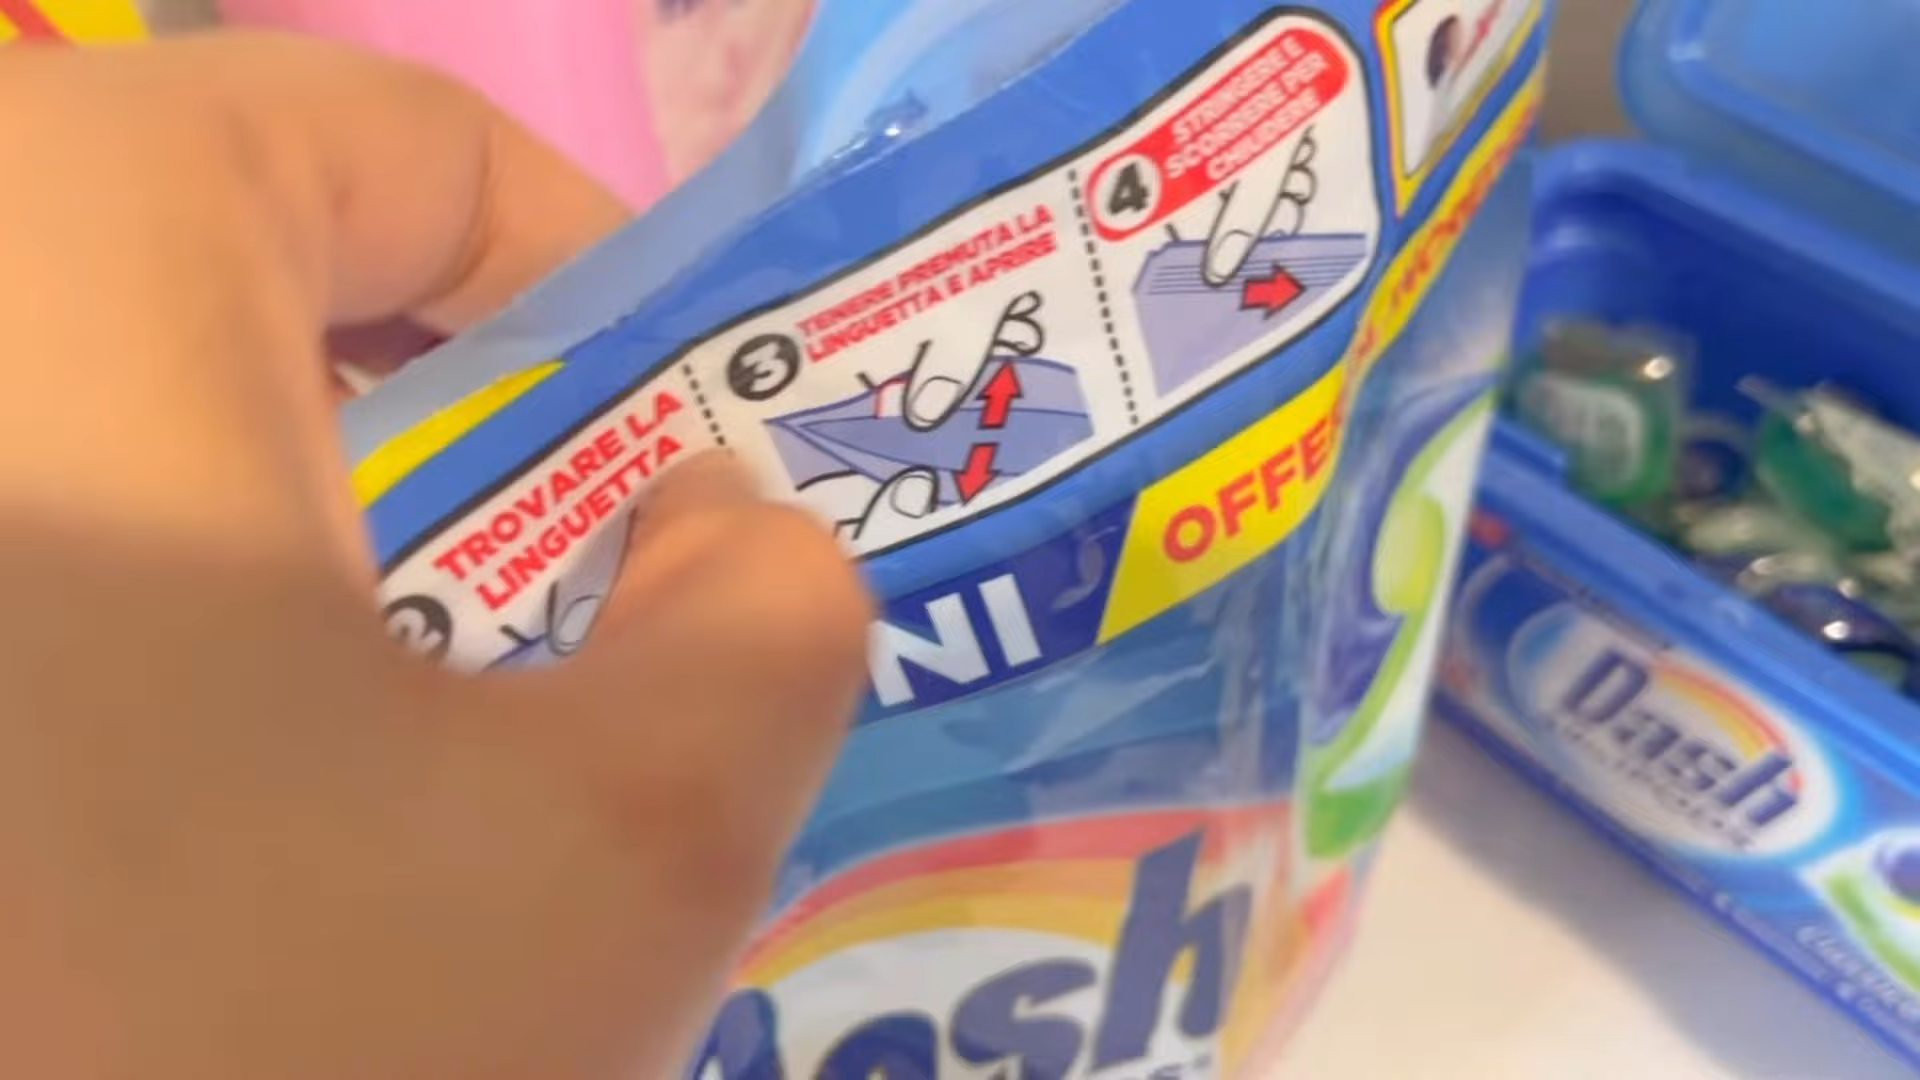 2
TROVARE LA
LINGUETTA
3
TENERE PREMUTA LA
LINGUETTA E APRIRE
4
STRINGERE E
SCORRERE PER
CHIUDERE
NI
OFFE
Dash
Dash